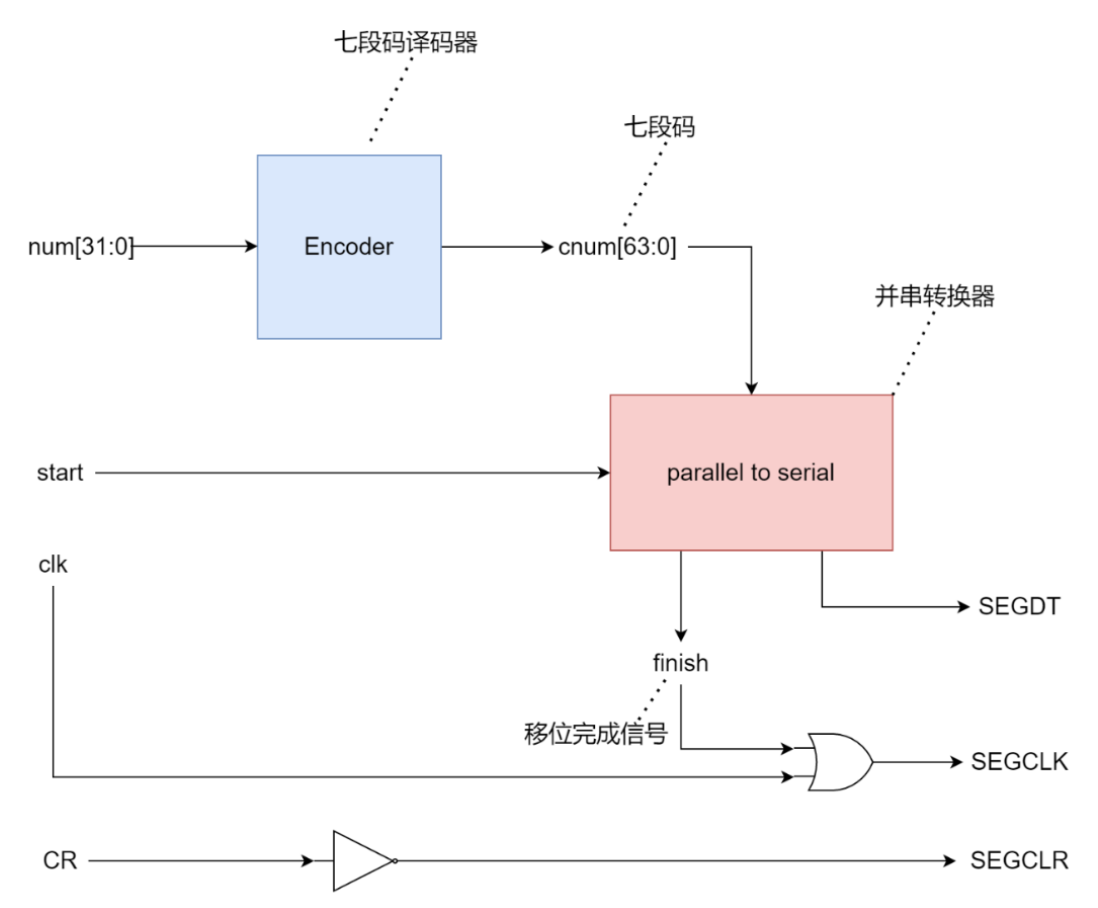 七段码译码器
七段码
num[31:0]
Encoder
cnum[63:0]
并串转换器
start
parallel to serial
clk
SEGDT
finish
移位完成信号
SEGCLK
CR
SEGCLR